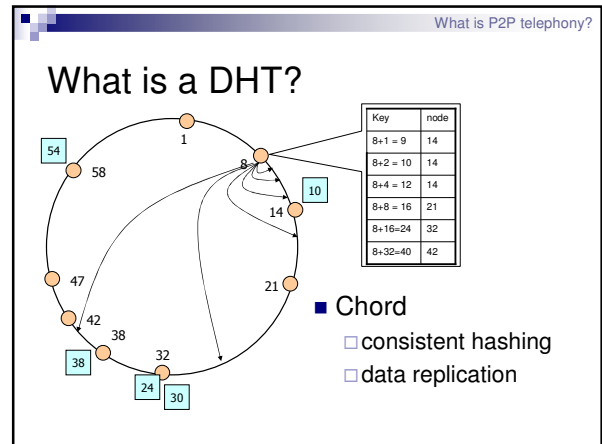 What is P2P telephony?
What is a DHT?
1
8
14
21
32
38
42
47
58
54
10
38
24
30
Key node
8+1 = 9 14
8+2 = 10 14
8+4 = 12 14
8+8 = 16 21
8+16=24 32
8+32=40 42
Chord
consistent hashing
data replication